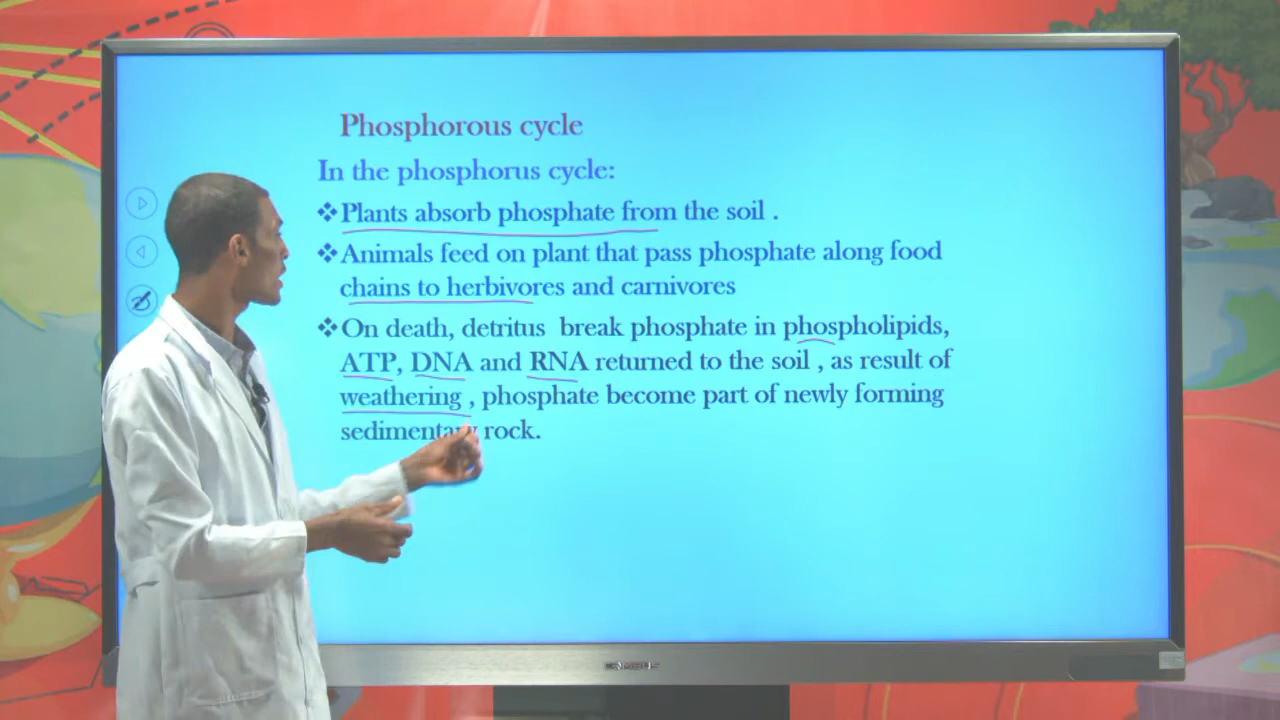 Phosphorous cycle
In the phosphorus cycle:
❖Plants absorb phosphate from the soil .
❖Animals feed on plant that pass phosphate along food
chains to herbivores and carnivores
❖On death, detritus break phosphate in phospholipids,
ATP, DNA and RNA returned to the soil , as result of
weathering , phosphate become part of newly forming
sedimentary rock.